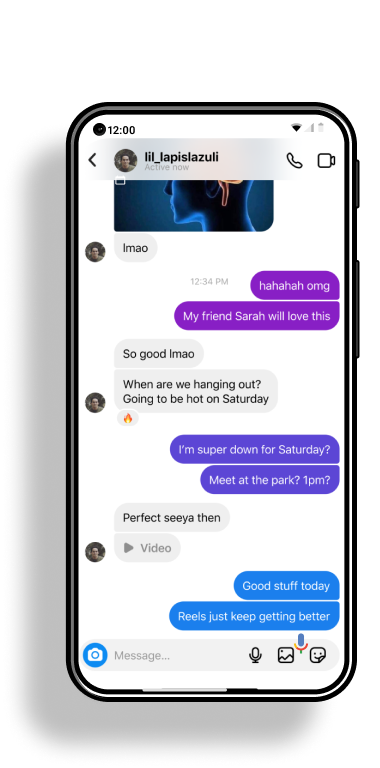 12:00
lil_lapislazuli
Active now
lmao
12:34 PM
hahahah omg
My friend Sarah will love this
So good lmao
When are we hanging out?
Going to be hot on Saturday
I'm super down for Saturday?
Meet at the park? 1pm?
Perfect seeya then
Video
Good stuff today
Reels just keep getting better
Message...